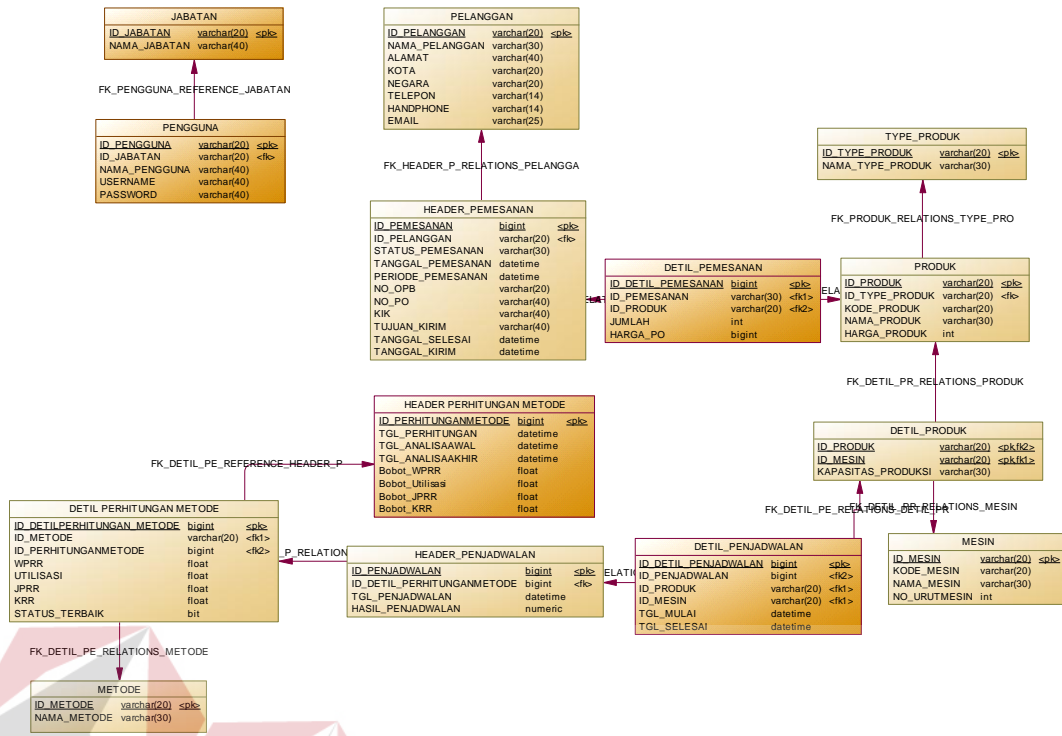 JABATAN
ID_JABATAN varchar(20) <pk>
NAMA_JABATAN varchar(40)
FK_PENGGUNA_REFERENCE_JABATAN
PENGGUNA
ID_PENGGUNA varchar(20) <pk>
ID_JABATAN varchar(20) <fk>
NAMA_PENGGUNA varchar(40)
USERNAME varchar(40)
PASSWORD varchar(40)
PELANGGAN
ID_PELANGGAN varchar(20) <pk>
NAMA_PELANGGAN varchar(30)
ALAMAT varchar(40)
KOTA varchar(20)
NEGARA varchar(20)
TELEPON varchar(14)
HANDPHONE varchar(14)
EMAIL varchar(25)
FK_HEADER_P_RELATIONS_PELANGGA
HEADER_PEMESANAN
ID_PEMESANAN bigint <pk>
ID_PELANGGAN varchar(20) <fk>
STATUS_PEMESANAN varchar(30)
TANGGAL_PEMESANAN datetime
PERIODE_PEMESANAN datetime
NO_OPB varchar(20)
NO_PO varchar(40)
KIK varchar(40)
TUJUAN_KIRIM varchar(40)
TANGGAL_SELESAI datetime
TANGGAL_KIRIM datetime
DETIL_PEMESANAN
ID_DETIL_PEMESANAN bigint <pk>
ID_PEMESANAN varchar(30) <fk1>
ID_PRODUK varchar(20) <fk2>
JUMLAH int
HARGA_PO bigint
TYPE_PRODUK
ID_TYPE_PRODUK varchar(20) <pk>
NAMA_TYPE_PRODUK varchar(30)
FK_PRODUK_RELATIONS_TYPE_PRO
PRODUK
ID_PRODUK varchar(20) <pk>
ID_TYPE_PRODUK varchar(20) <fk>
KODE_PRODUK varchar(20)
NAMA_PRODUK varchar(30)
HARGA_PRODUK int
FK_DETIL_PR_RELATIONS_PRODUK
DETIL_PRODUK
ID_PRODUK varchar(20) <pk,fk2>
ID_MESIN varchar(20) <pk,fk1>
KAPASITAS_PRODUKSI varchar(30)
FK_DETIL_PR_RELATIONS_MESIN
FK_DETIL_PE_RELATIONS_DETIL_PR
MESIN
ID_MESIN varchar(20) <pk>
KODE_MESIN varchar(20)
NAMA_MESIN varchar(30)
NO_URUTMESIN int
HEADER PERHITUNGAN METODE
ID_PERHITUNGANMETODE bigint <pk>
TGL_PERHITUNGAN datetime
TGL_ANALISAAWAL datetime
TGL_ANALISAAKHIR datetime
Bobot_WPRR float
Bobot_Utilisasi float
Bobot_JPRR float
Bobot_KRR float
FK_DETIL_PE_REFERENCE_HEADER_P
DETIL PERHITUNGAN METODE
ID_DETILPERHITUNGAN_METODE bigint <pk>
ID_METODE varchar(20) <fk1>
ID_PERHITUNGANMETODE bigint <fk2>
WPRR float
UTILISASI float
JPRR float
KRR float
STATUS_TERBAIK bit
_P_RELATION
HEADER_PENJADWALAN
ID_PENJADWALAN bigint <pk>
ID_DETIL_PERHITUNGANMETODE bigint <fk>
TGL_PENJADWALAN datetime
HASIL_PENJADWALAN numeric
DETIL_PENJADWALAN
ID_DETIL_PENJADWALAN bigint <pk>
ID_PENJADWALAN bigint <fk2>
ID_PRODUK varchar(20) <fk1>
ID_MESIN varchar(20) <fk1>
TGL_MULAI datetime
TGL_SELESAI datetime
FK_DETIL_PE_RELATIONS_METODE
METODE
ID_METODE varchar(20) <pk>
NAMA_METODE varchar(30)